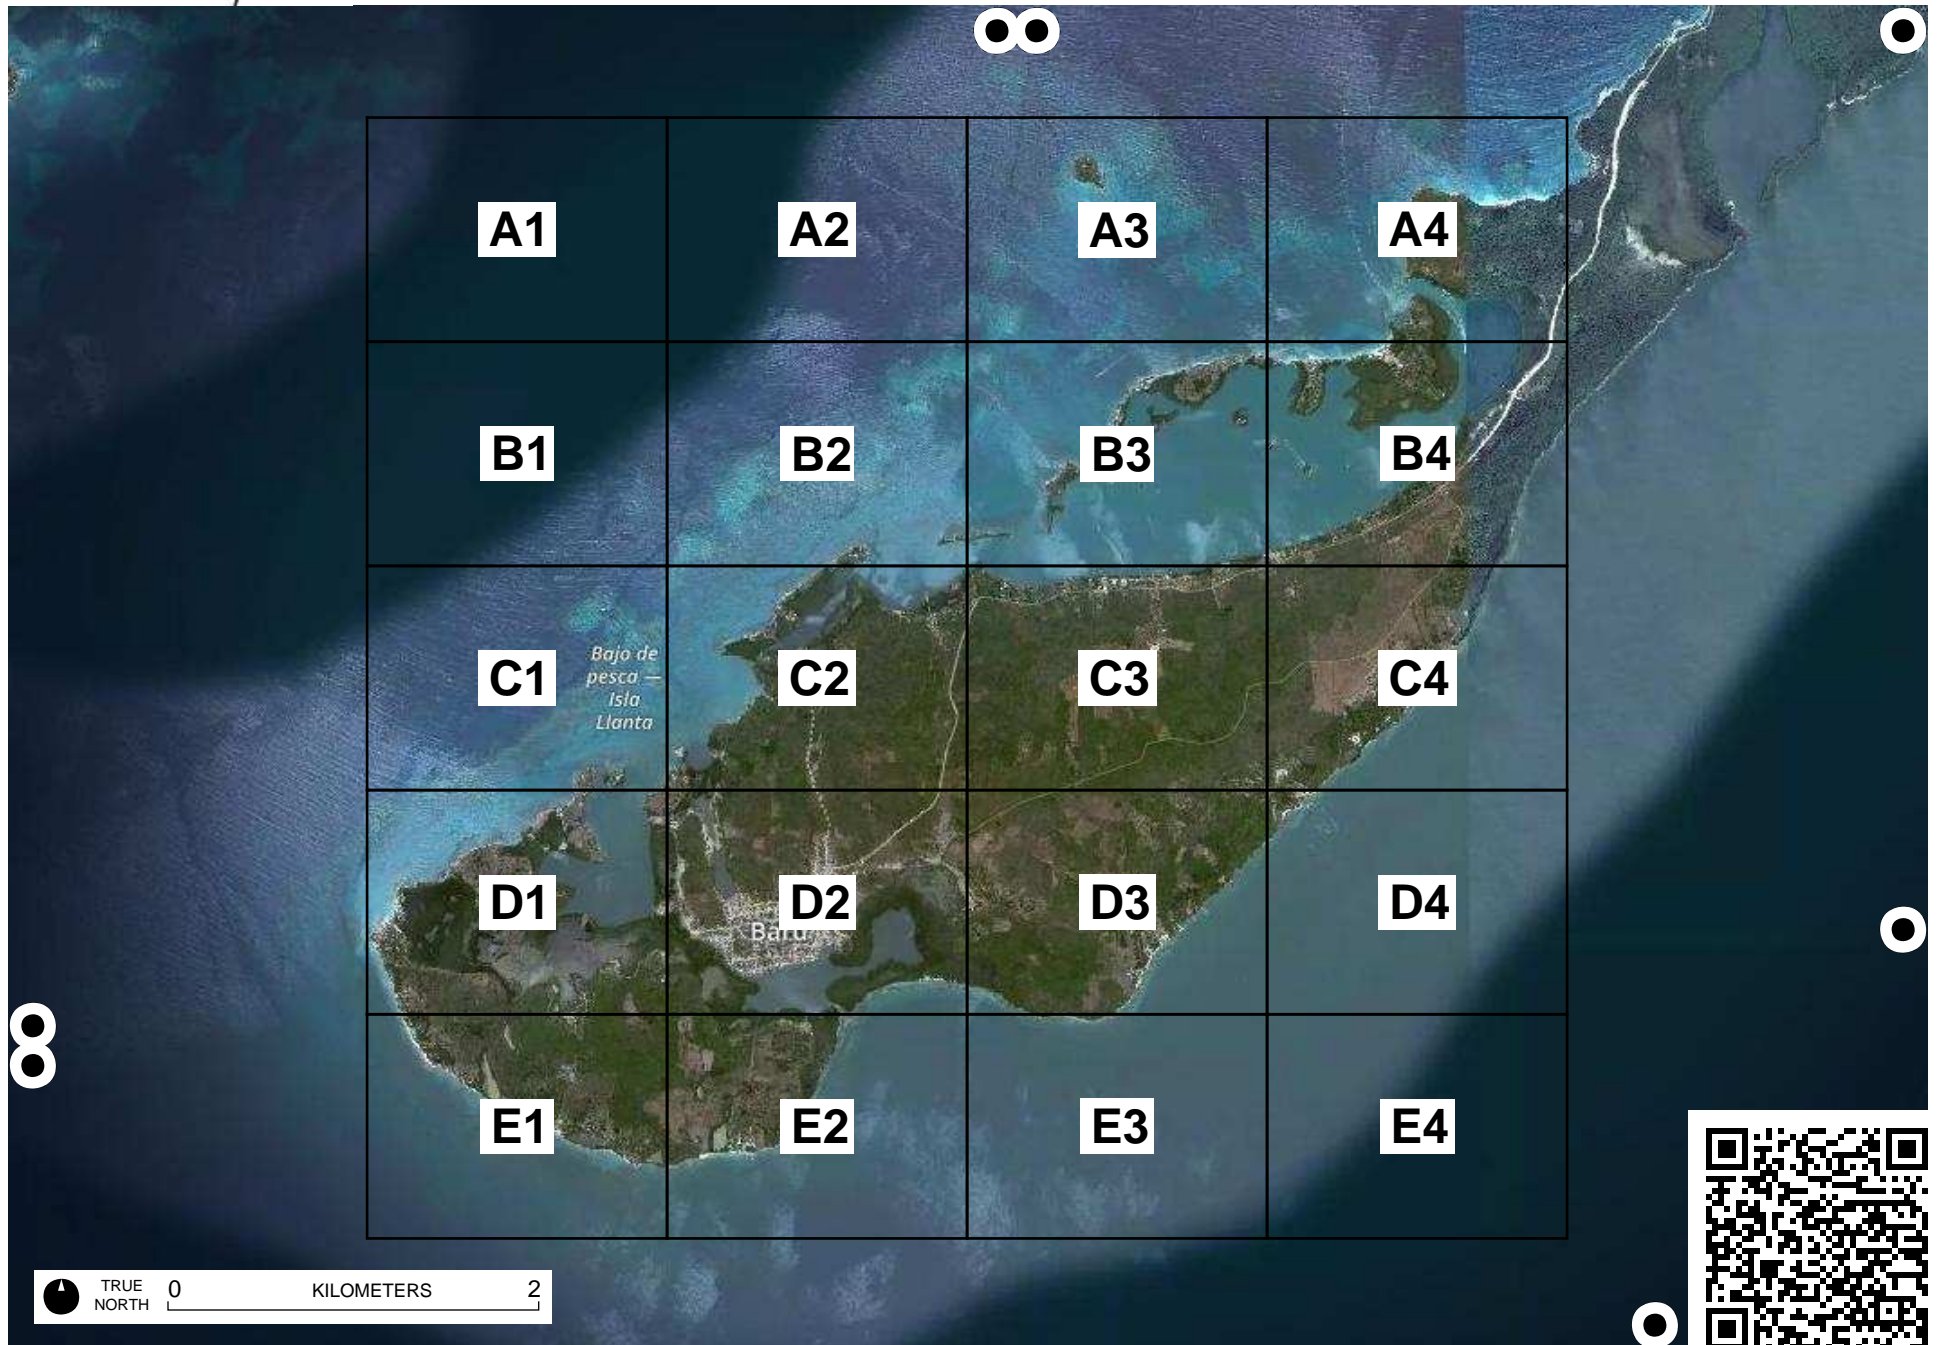 A1
A2
A3
A4
B1
B2
B3
B4
Bajo de
pesca —
Isla
Llanta
C1
C2
C3
C4
D1
D2
D3
D4
E1
E2
E3
E4
TRUE
NORTH
0
KILOMETERS
2